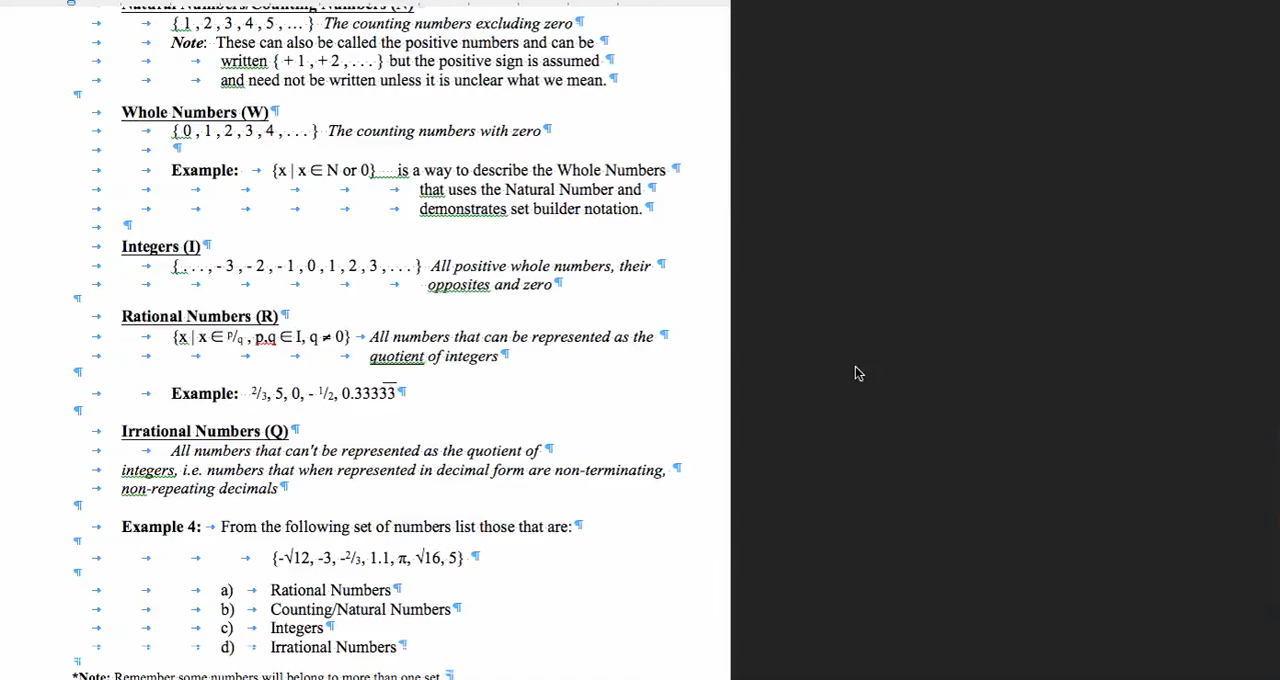 Natural Numbers/Counting Numbers (N)
{ 1 , 2 , 3 , 4 , 5 , . . . } The counting numbers excluding zero¶
Note: These can also be called the positive numbers and can be ¶
written { + 1 , + 2 , . . . } but the positive sign is assumed ¶
and need not be written unless it is unclear what we mean.¶
¶
Whole Numbers (W)¶
{ 0 , 1 , 2 , 3 , 4 , . . . } The counting numbers with zero¶
¶
Example: {x | x ∈ N or 0} is a way to describe the Whole Numbers ¶
that uses the Natural Number and ¶
demonstrates set builder notation.¶
¶
Integers (I)¶
{ . . . , - 3 , - 2 , - 1 , 0 , 1 , 2 , 3 , . . . } All positive whole numbers, their ¶
opposites and zero¶
¶
Rational Numbers (R)¶
{x | x ∈ p/q , p,q ∈ I, q ≠ 0} All numbers that can be represented as the ¶
quotient of integers¶
¶
Example: 2/3, 5, 0, - 1/2, 0.3333̅3̅¶
¶
Irrational Numbers (Q)¶
All numbers that can't be represented as the quotient of ¶
integers, i.e. numbers that when represented in decimal form are non-terminating, ¶
non-repeating decimals¶
¶
Example 4: From the following set of numbers list those that are:¶
¶
{-√12, -3, -2/3, 1.1, π, √16, 5} ¶
¶
a) Rational Numbers¶
b) Counting/Natural Numbers¶
c) Integers¶
d) Irrational Numbers¶
¶
*Note: Remember some numbers will belong to more than one set. ¶